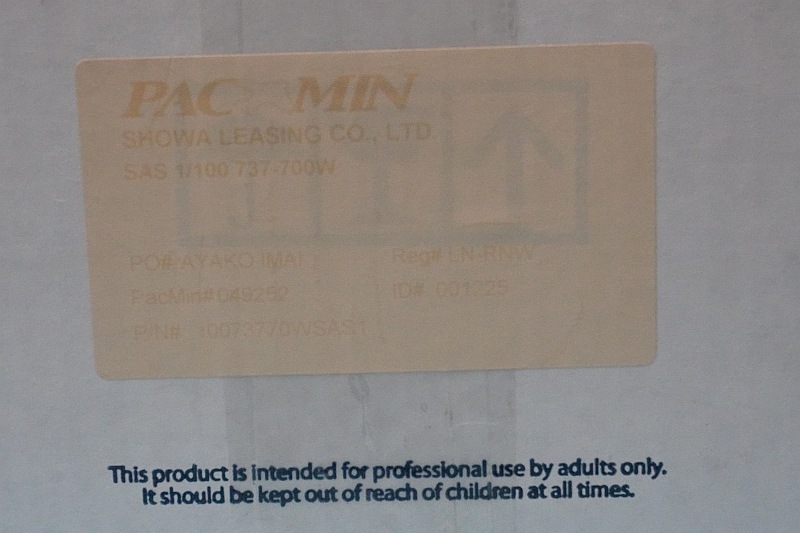 PAC MIN
SHOWA LEASING CO., LTD
SAS 1/100 737-700W
PO# AYAKO IMAI
Reg# LN-RNW
PacMin# 049252
ID# 001225
P/N#
This product is intended for professional use by adults only.
It should be kept out of reach of children at all times.